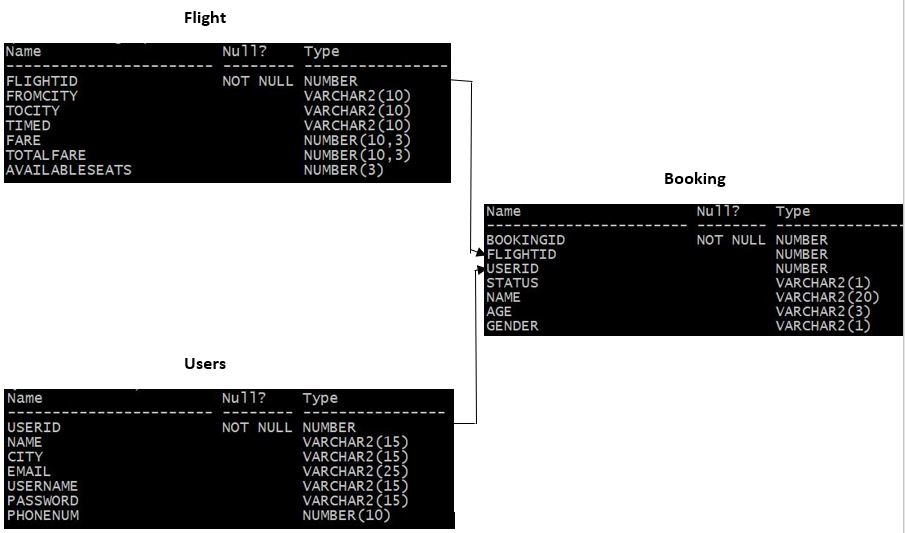 Flight
Name Null? Type
----------------------- -------- ----------------
FLIGHTID NOT NULL NUMBER
FROMCITY VARCHAR2(10)
TOCITY VARCHAR2(10)
TIMED VARCHAR2(10)
FARE NUMBER(10,3)
TOTALFARE NUMBER(10,3)
AVAILABLESEATS NUMBER(3)
Booking
Name Null? Type
----------------------- -------- ---------------
BOOKINGID NOT NULL NUMBER
FLIGHTID NUMBER
USERID NUMBER
STATUS VARCHAR2(1)
NAME VARCHAR2(20)
AGE VARCHAR2(3)
GENDER VARCHAR2(1)
Users
Name Null? Type
----------------------- -------- ----------------
USERID NOT NULL NUMBER
NAME VARCHAR2(15)
CITY VARCHAR2(15)
EMAIL VARCHAR2(25)
USERNAME VARCHAR2(15)
PASSWORD VARCHAR2(15)
PHONENUM NUMBER(10)